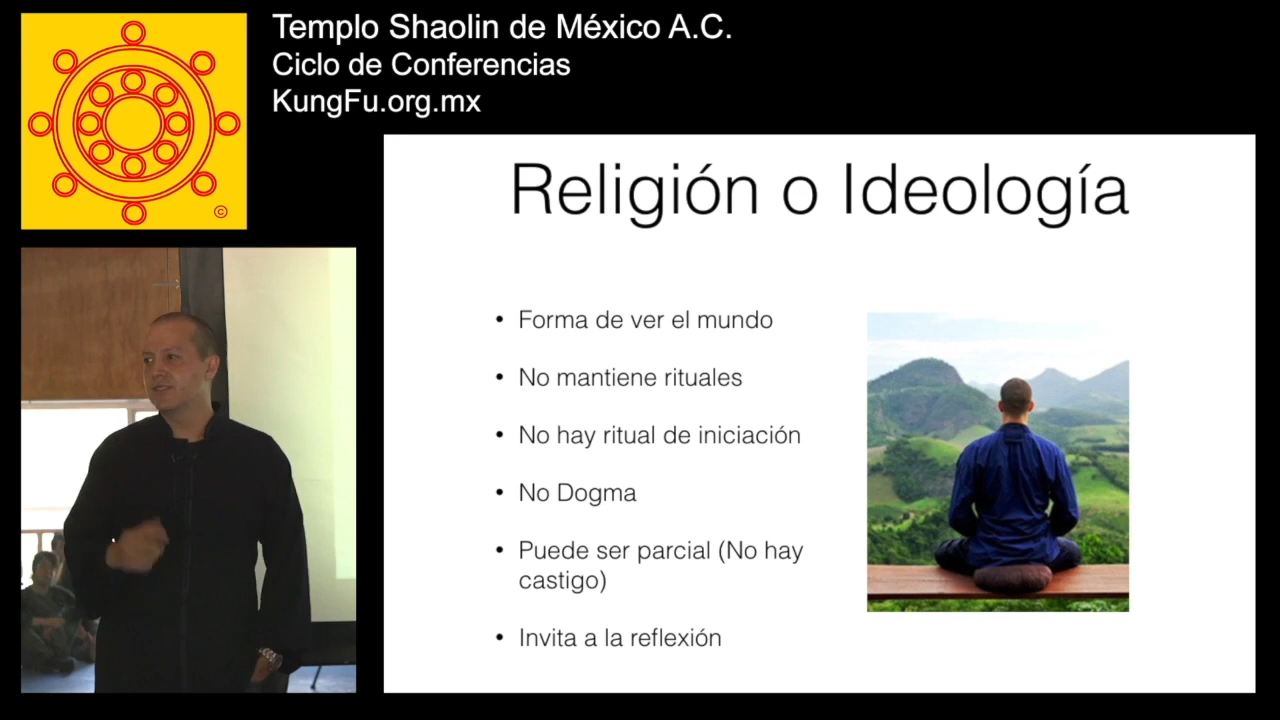 Templo Shaolin de México A.C.
Ciclo de Conferencias
KungFu.org.mx
©
Religión o Ideología
• Forma de ver el mundo
• No mantiene rituales
• No hay ritual de iniciación
• No Dogma
• Puede ser parcial (No hay
castigo)
• Invita a la reflexión